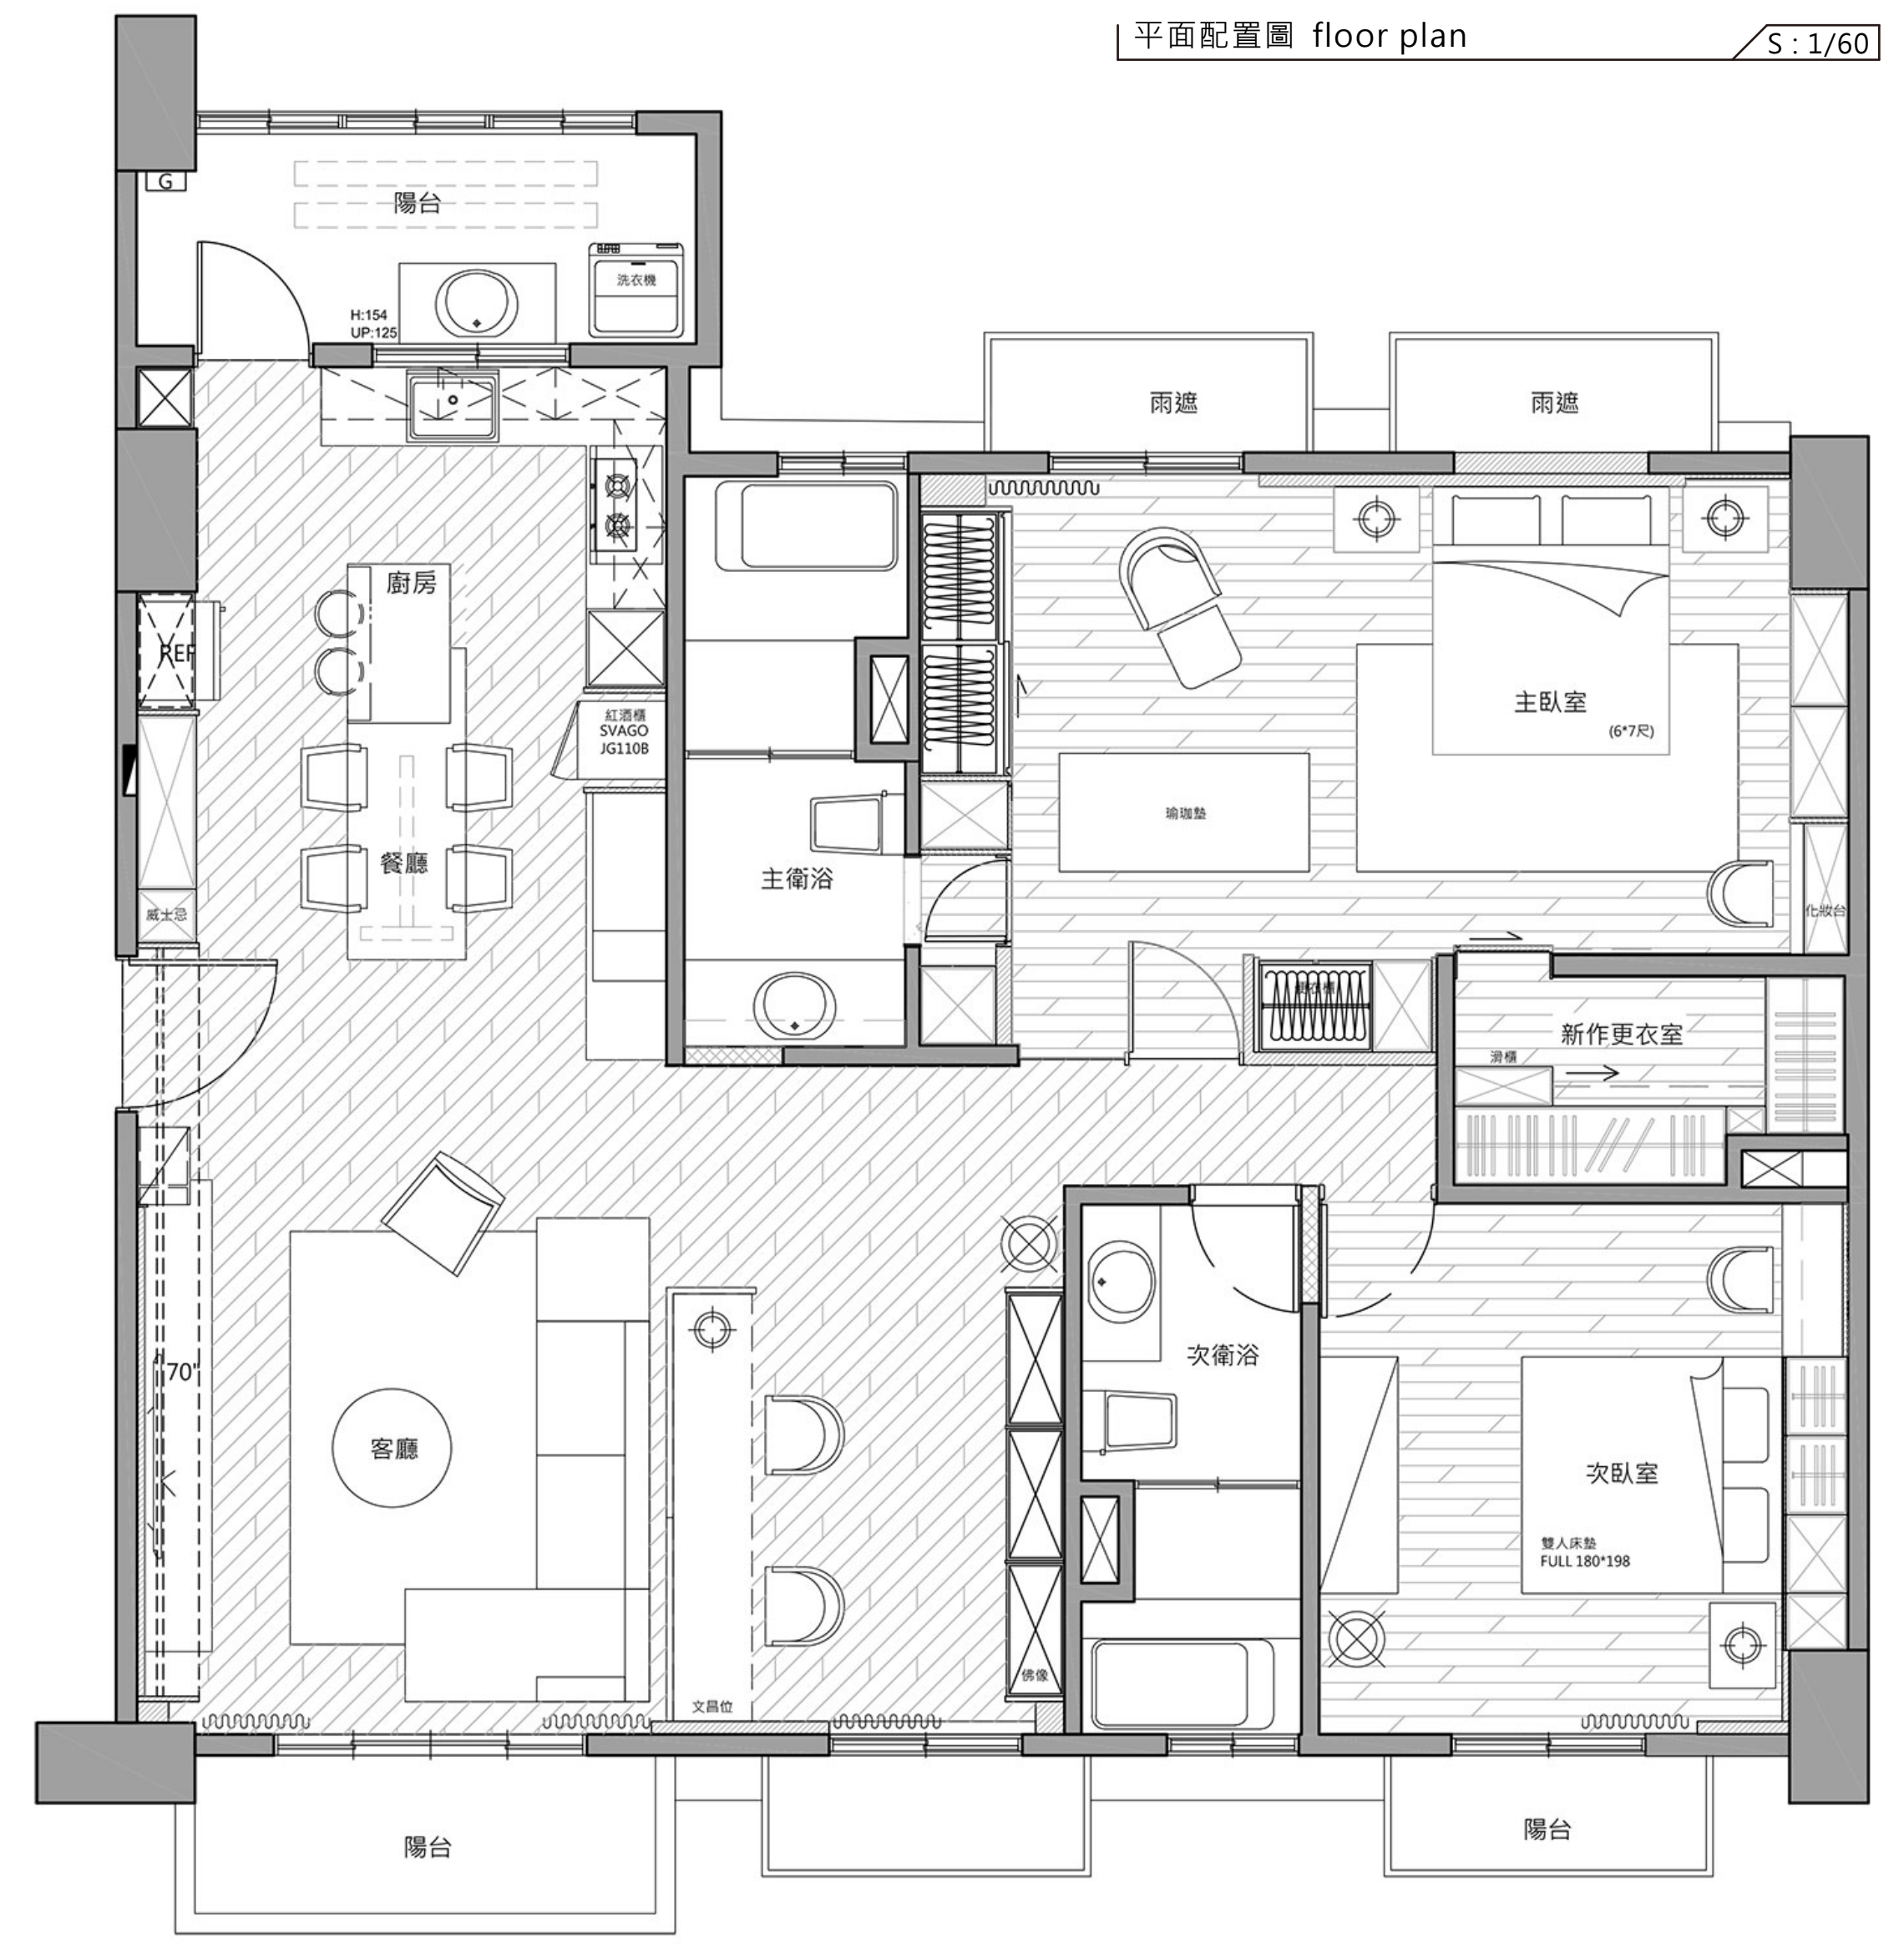 平面配置圖 floor plan
S : 1/60
G
陽台
洗衣機
H:154
UP:125
雨遮
雨遮
廚房
REF
紅酒櫃
SVAGO
JG110B
主臥室
(6*7尺)
瑜珈墊
餐廳
主衛浴
威士忌
化妝台
新作更衣室
滑櫃
70"
次衛浴
客廳
次臥室
雙人床墊
FULL 180*198
佛像
文昌位
陽台
陽台